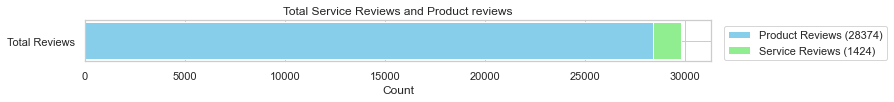 Total Service Reviews and Product reviews
Total Reviews
Product Reviews (28374)
Service Reviews (1424)
0 5000 10000 15000 20000 25000 30000
Count